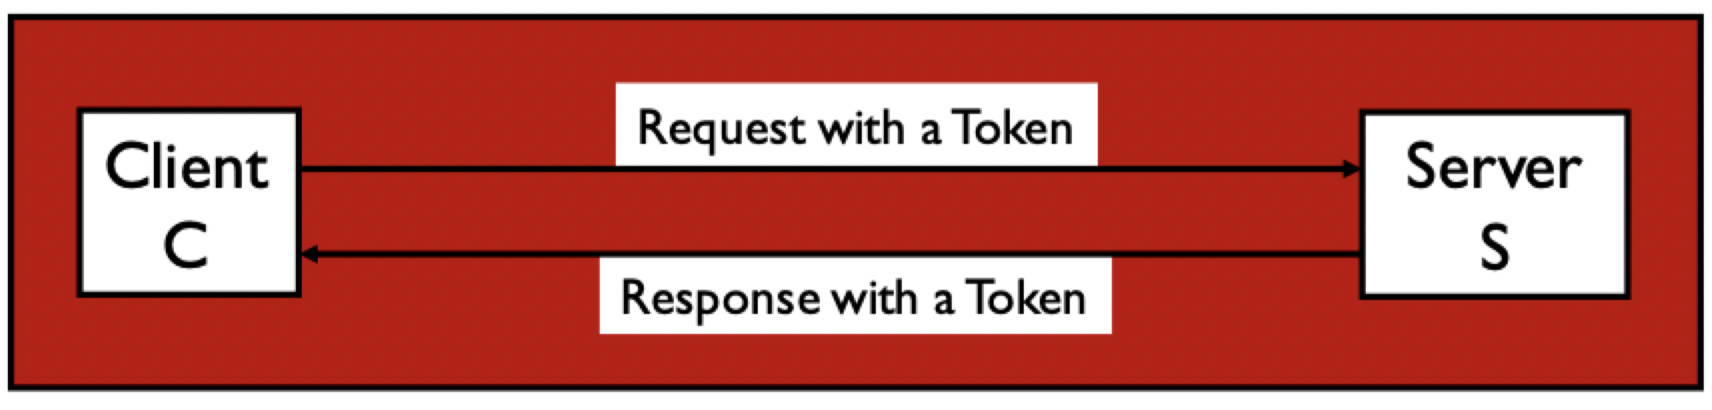 Client
C
Request with a Token
Response with a Token
Server
S